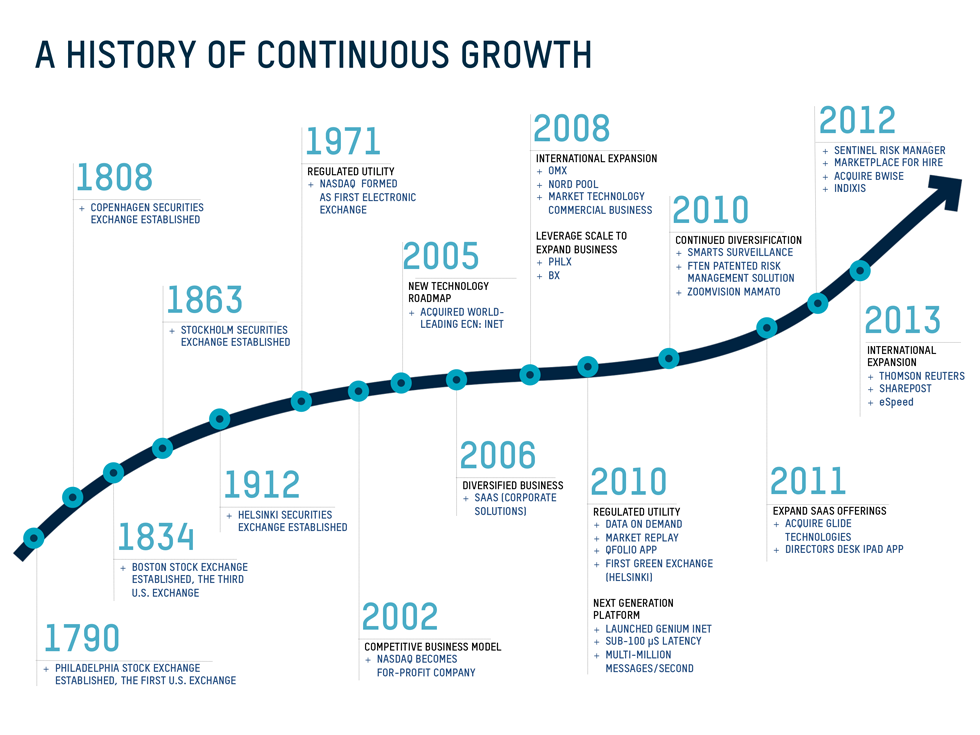 A HISTORY OF CONTINUOUS GROWTH
1790
+ PHILADELPHIA STOCK EXCHANGE
ESTABLISHED, THE FIRST U.S. EXCHANGE
1808
+ COPENHAGEN SECURITIES
EXCHANGE ESTABLISHED
1834
+ BOSTON STOCK EXCHANGE
ESTABLISHED, THE THIRD
U.S. EXCHANGE
1863
+ STOCKHOLM SECURITIES
EXCHANGE ESTABLISHED
1912
+ HELSINKI SECURITIES
EXCHANGE ESTABLISHED
1971
REGULATED UTILITY
+ NASDAQ FORMED
AS FIRST ELECTRONIC
EXCHANGE
2002
COMPETITIVE BUSINESS MODEL
+ NASDAQ BECOMES
FOR-PROFIT COMPANY
2005
NEW TECHNOLOGY
ROADMAP
+ ACQUIRED WORLD-
LEADING ECN: INET
2006
DIVERSIFIED BUSINESS
+ SAAS (CORPORATE
SOLUTIONS)
2008
INTERNATIONAL EXPANSION
+ OMX
+ NORD POOL
+ MARKET TECHNOLOGY
COMMERCIAL BUSINESS
LEVERAGE SCALE TO
EXPAND BUSINESS
+ PHLX
+ BX
2010
REGULATED UTILITY
+ DATA ON DEMAND
+ MARKET REPLAY
+ QFOLIO APP
+ FIRST GREEN EXCHANGE
(HELSINKI)
NEXT GENERATION
PLATFORM
+ LAUNCHED GENIUM INET
+ SUB-100 µS LATENCY
+ MULTI-MILLION
MESSAGES/SECOND
2010
CONTINUED DIVERSIFICATION
+ SMARTS SURVEILLANCE
+ FTEN PATENTED RISK
MANAGEMENT SOLUTION
+ ZOOMVISION MAMATO
2011
EXPAND SAAS OFFERINGS
+ ACQUIRE GLIDE
TECHNOLOGIES
+ DIRECTORS DESK IPAD APP
2012
+ SENTINEL RISK MANAGER
+ MARKETPLACE FOR HIRE
+ ACQUIRE BWISE
+ INDIXIS
2013
INTERNATIONAL
EXPANSION
+ THOMSON REUTERS
+ SHAREPOST
+ eSpeed